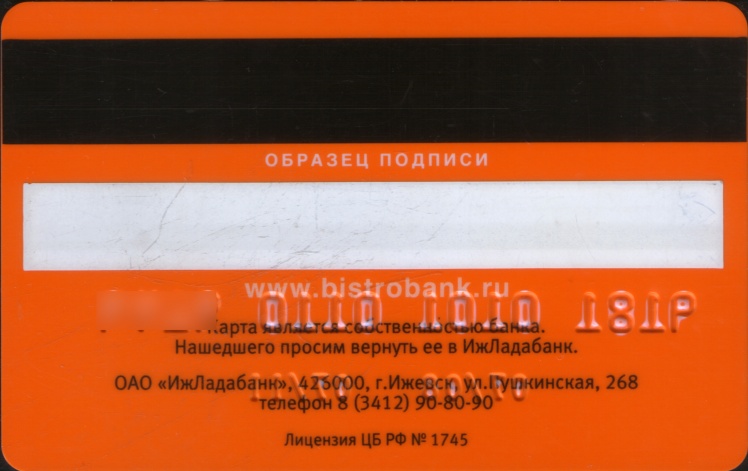 ОБРАЗЕЦ ПОДПИСИ
www.bistrobank.ru
Карта является собственностью банка.
Нашедшего просим вернуть ее в ИжЛадабанк.
ОАО «ИжЛадабанк», 426000, г.Ижевск, ул.Пушкинская, 268
телефон 8 (3412) 90-80-90
Лицензия ЦБ РФ № 1745